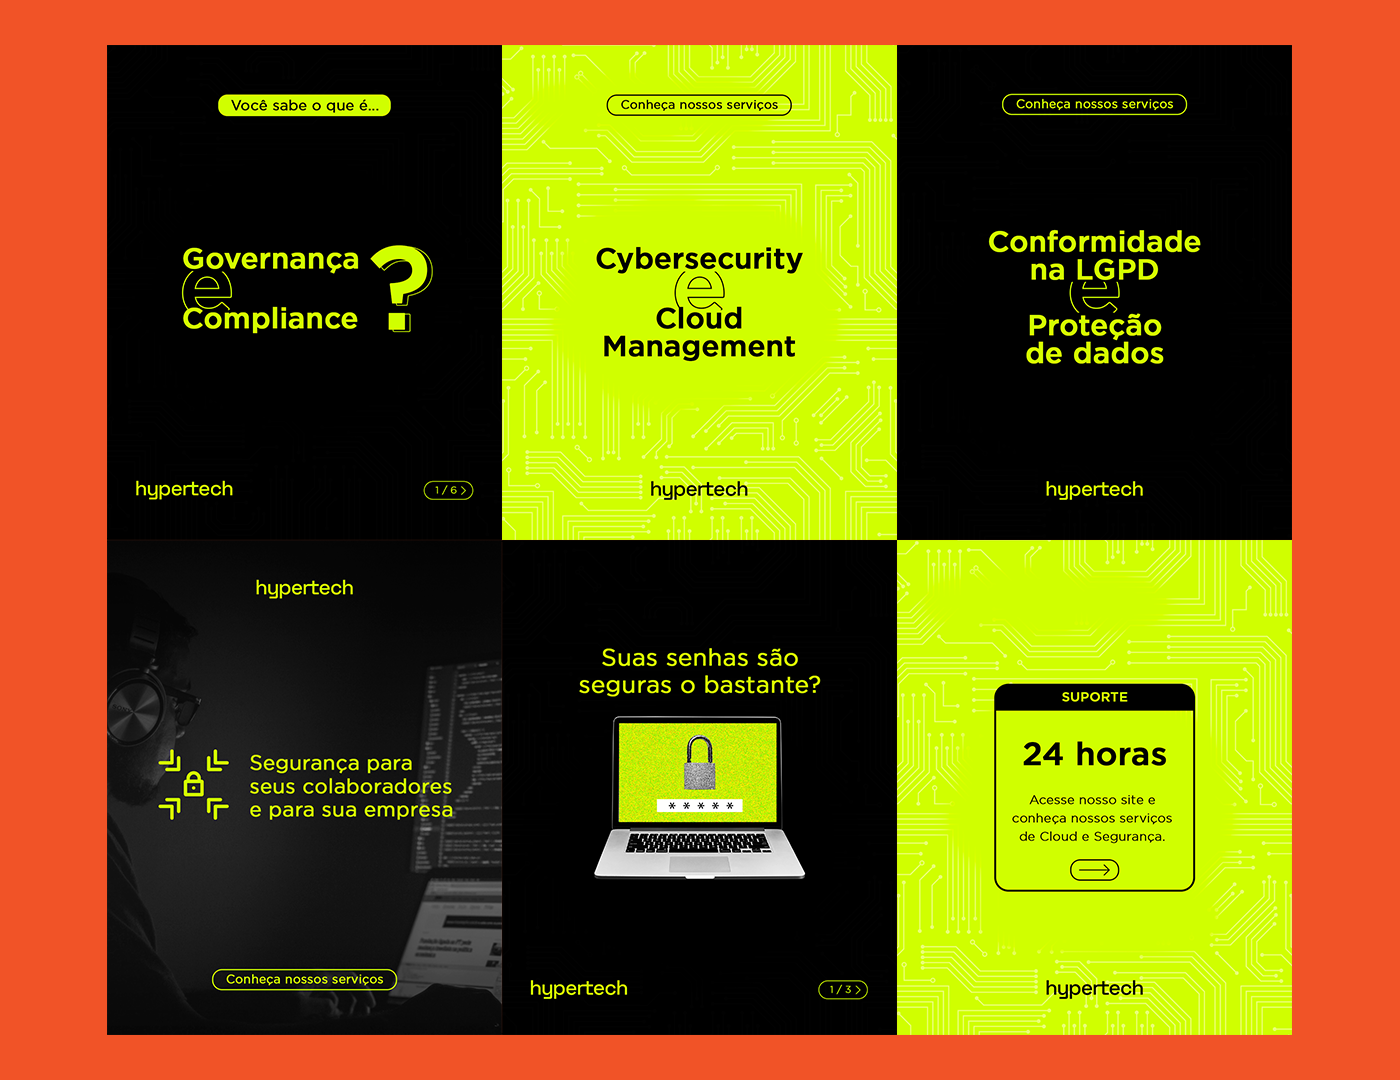 Você sabe o que é...
Governança
e
Compliance
?
hypertech
1/6
Conheça nossos serviços
Cybersecurity
e
Cloud
Management
hypertech
Conheça nossos serviços
Conformidade
na LGPD
e
Proteção
de dados
hypertech
hypertech
Segurança para
seus colaboradores
e para sua empresa
Conheça nossos serviços
Suas senhas são
seguras o bastante?
* * * * *
hypertech
1/3
SUPORTE
24 horas
Acesse nosso site e
conheça nossos serviços
de Cloud e Segurança.
hypertech